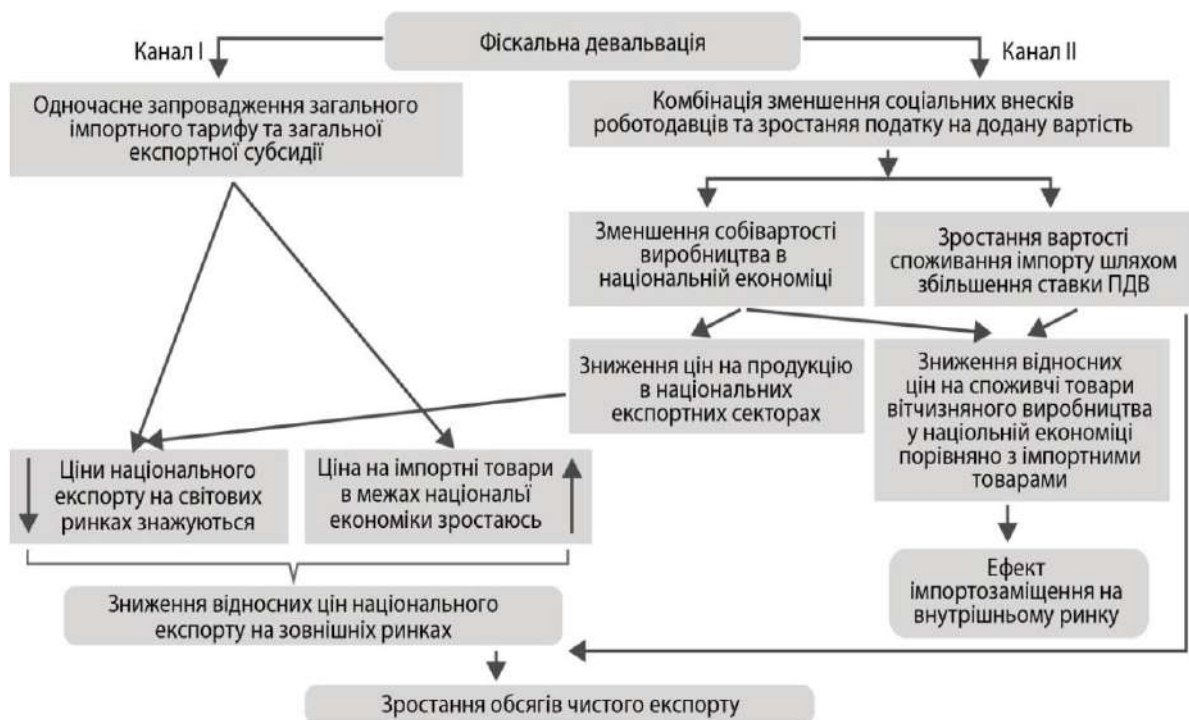 Фіскальна девальвація
Канал І
Канал ІІ
Одночасне запровадження загального
імпортного тарифу та загальної
експортної субсидії
Комбінація зменшення соціальних внесків
роботодавців та зростаняя податку на додану вартість
Зменшення собівартості
виробництва в
національній економіці
Зростання вартості
споживання імпорту шляхом
збільшення ставки ПДВ
Зниження цін на продукцію
в національних
експортних секторах
Зниження відносних
цін на споживчі товари
вітчизняного виробництва
у націольній економіці
порівняно з імпортними
товарами
Ціни національного
експорту на світових
ринках знажуються
Ціна на імпортні товари
в межах національї
економіки зростаюсь
Ефект
імпортозаміщення на
внутрішньому ринку
Зниження відносних цін національного
експорту на зовнішніх ринках
Зростання обсягів чистого експорту